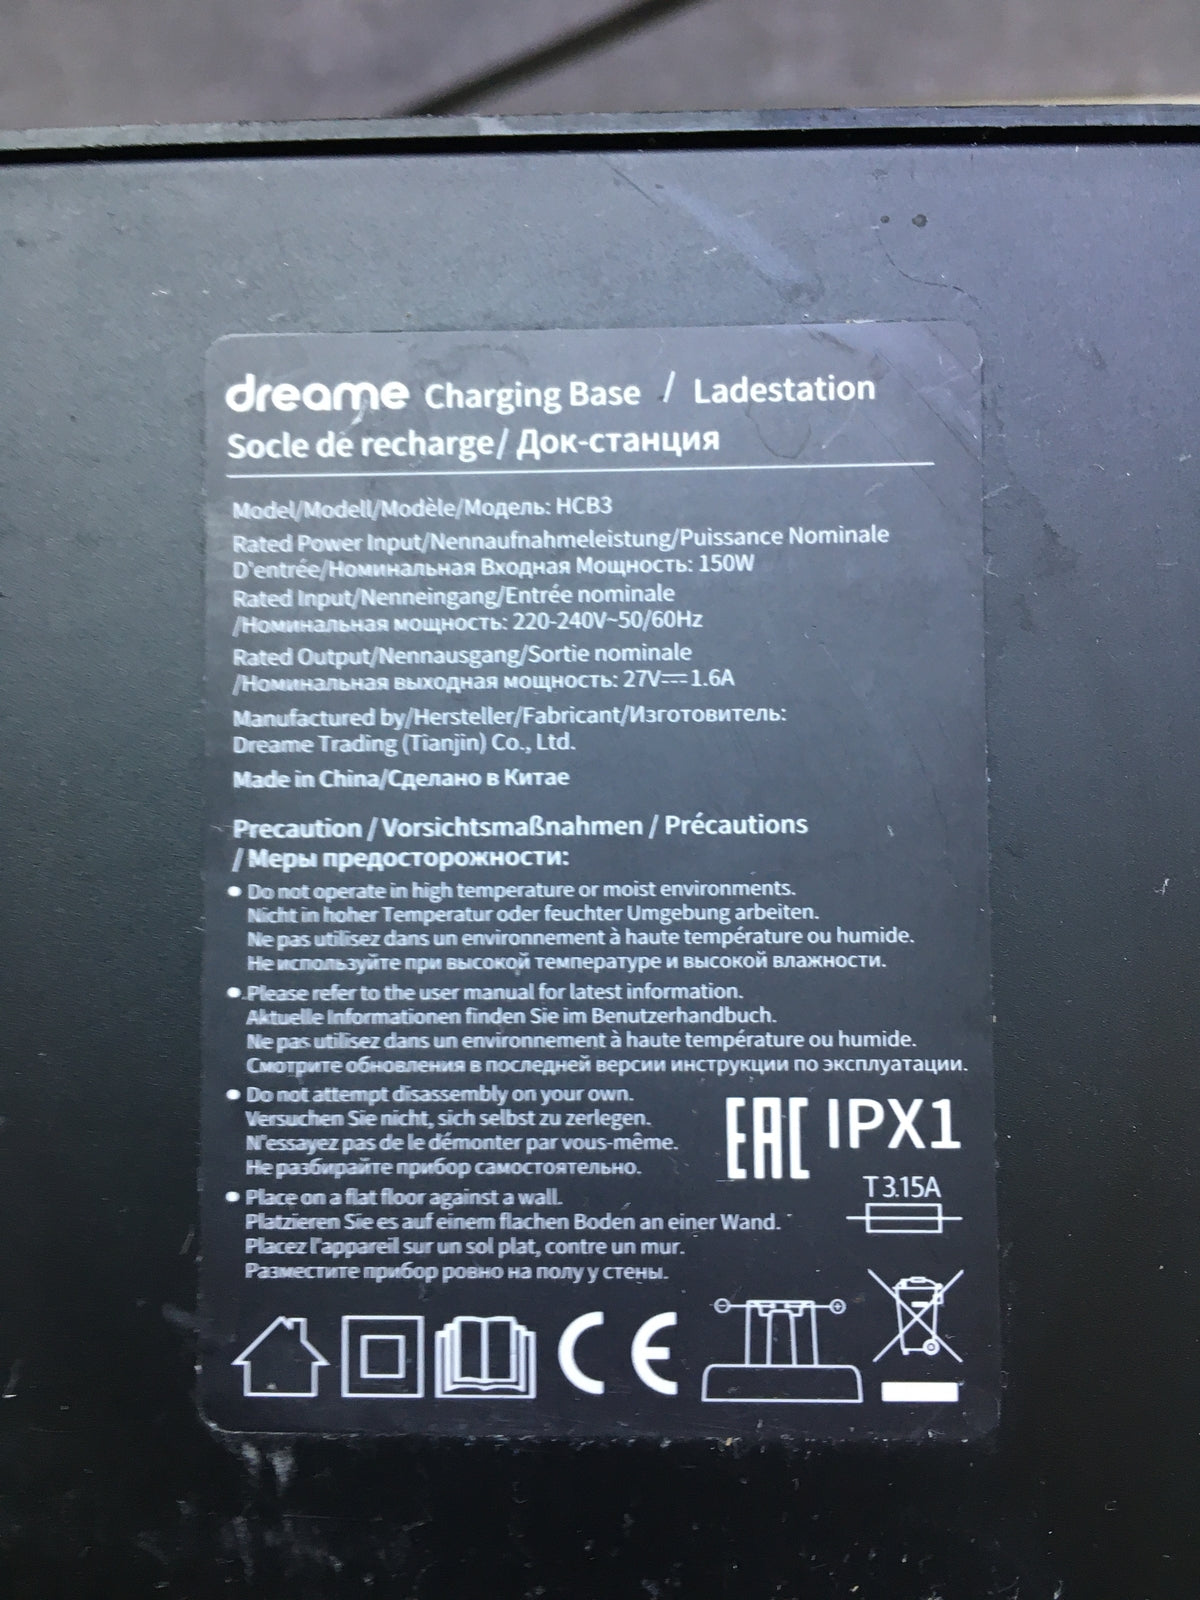 dreame Charging Base / Ladestation
Socle de recharge/ Док-станция
Model/Modell/Modèle/Модель: HCB3
Rated Power Input/Nennaufnahmeleistung/Puissance Nominale
D'entrée/Номинальная Входная Мощность: 150W
Rated Input/Nenneingang/Entrée nominale
/Номинальная мощность: 220-240V~50/60Hz
Rated Output/Nennausgang/Sortie nominale
/Номинальная выходная мощность: 27V⎓1.6A
Manufactured by/Hersteller/Fabricant/Изготовитель:
Dreame Trading (Tianjin) Co., Ltd.
Made in China/Сделано в Китае
Precaution / Vorsichtsmaßnahmen / Précautions
/ Меры предосторожности:
• Do not operate in high temperature or moist environments.
Nicht in hoher Temperatur oder feuchter Umgebung arbeiten.
Ne pas utilisez dans un environnement à haute température ou humide.
Не используйте при высокой температуре и высокой влажности.
• Please refer to the user manual for latest information.
Aktuelle Informationen finden Sie im Benutzerhandbuch.
Ne pas utilisez dans un environnement à haute température ou humide.
Смотрите обновления в последней версии инструкции по эксплуатации.
• Do not attempt disassembly on your own.
Versuchen Sie nicht, sich selbst zu zerlegen.
N'essayez pas de le démonter par vous-même.
Не разбирайте прибор самостоятельно.
EAC IPX1
T 3.15A
• Place on a flat floor against a wall.
Platzieren Sie es auf einem flachen Boden an einer Wand.
Placez l'appareil sur un sol plat, contre un mur.
Разместите прибор ровно на полу у стены.
CE